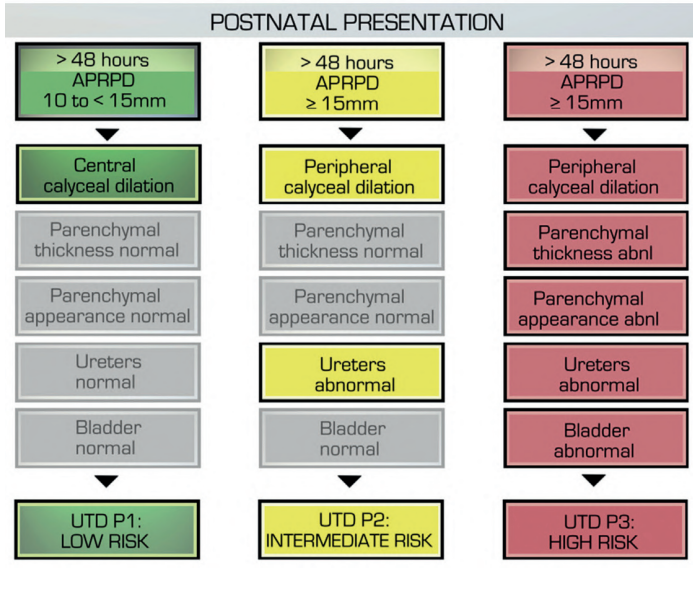 POSTNATAL PRESENTATION
> 48 hours
APRPD
10 to < 15mm
Central
calyceal dilation
Parenchymal
thickness normal
Parenchymal
appearance normal
Ureters
normal
Bladder
normal
UTD P1:
LOW RISK
> 48 hours
APRPD
≥ 15mm
Peripheral
calyceal dilation
Parenchymal
thickness normal
Parenchymal
appearance normal
Ureters
abnormal
Bladder
normal
UTD P2:
INTERMEDIATE RISK
> 48 hours
APRPD
≥ 15mm
Peripheral
calyceal dilation
Parenchymal
thickness abnl
Parenchymal
appearance abnl
Ureters
abnormal
Bladder
abnormal
UTD P3:
HIGH RISK